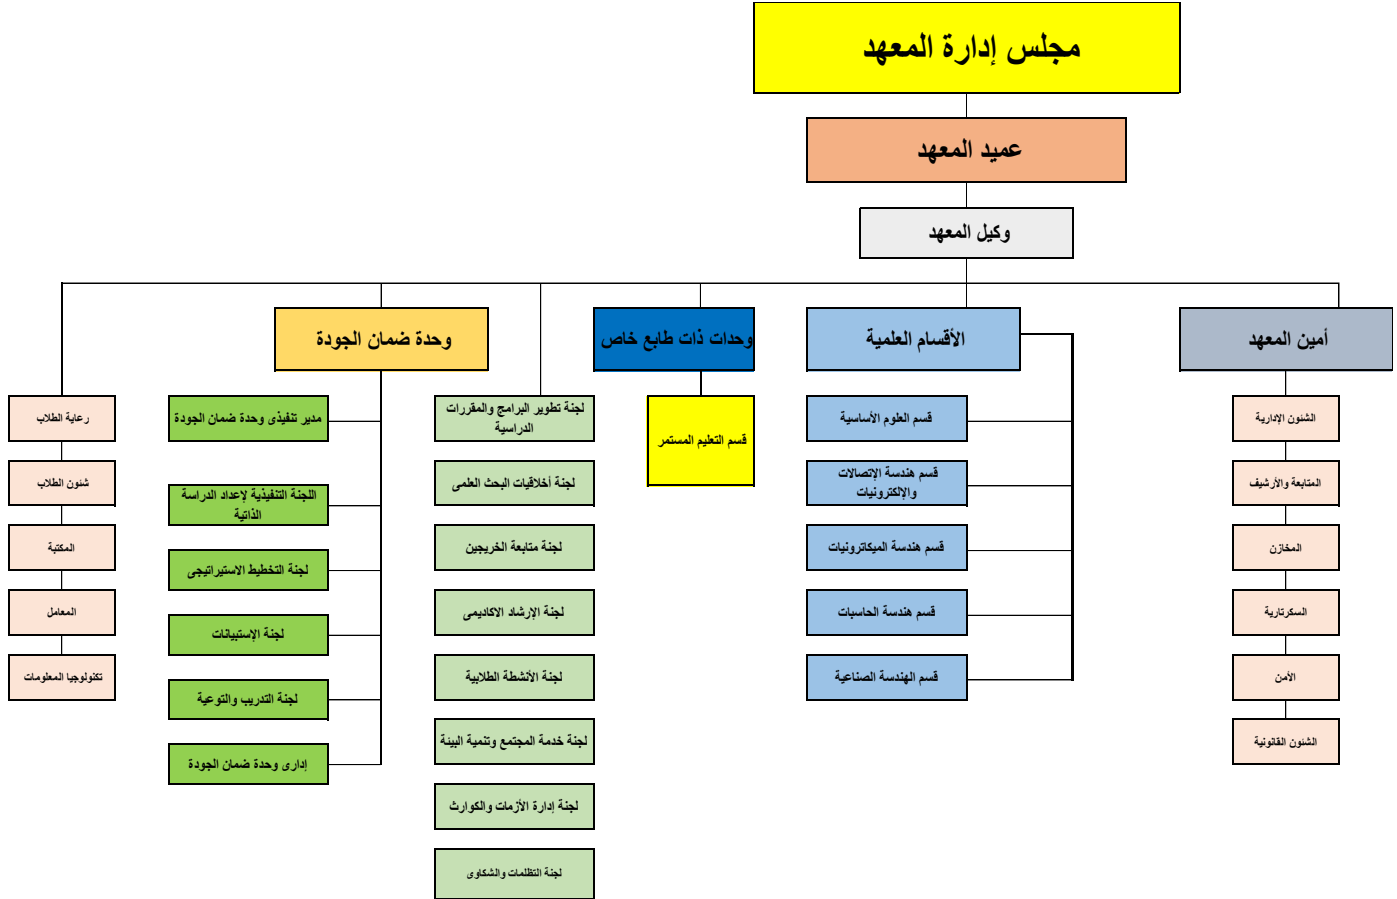 مجلس إدارة المعهد
عميد المعهد
وكيل المعهد
أمين المعهد
الشئون الإدارية
المتابعة والأرشيف
المخازن
السكرتارية
الأمن
الشئون القانونية
الأقسام العلمية
قسم العلوم الأساسية
قسم هندسة الإتصالات
والإلكترونيات
قسم هندسة الميكاترونيات
قسم هندسة الحاسبات
قسم الهندسة الصناعية
وحدات ذات طابع خاص
قسم التعليم المستمر
لجنة تطوير البرامج والمقررات
الدراسية
لجنة أخلاقيات البحث العلمى
لجنة متابعة الخريجين
لجنة الإرشاد الاكاديمى
لجنة الأنشطة الطلابية
لجنة خدمة المجتمع وتنمية البيئة
لجنة إدارة الأزمات والكوارث
لجنة التظلمات والشكاوى
وحدة ضمان الجودة
مدير تنفيذى وحدة ضمان الجودة
اللجنة التنفيذية لإعداد الدراسة
الذاتية
لجنة التخطيط الاستيراتيجى
لجنة الإستبيانات
لجنة التدريب والتوعية
إدارى وحدة ضمان الجودة
رعاية الطلاب
شئون الطلاب
المكتبة
المعامل
تكنولوجيا المعلومات